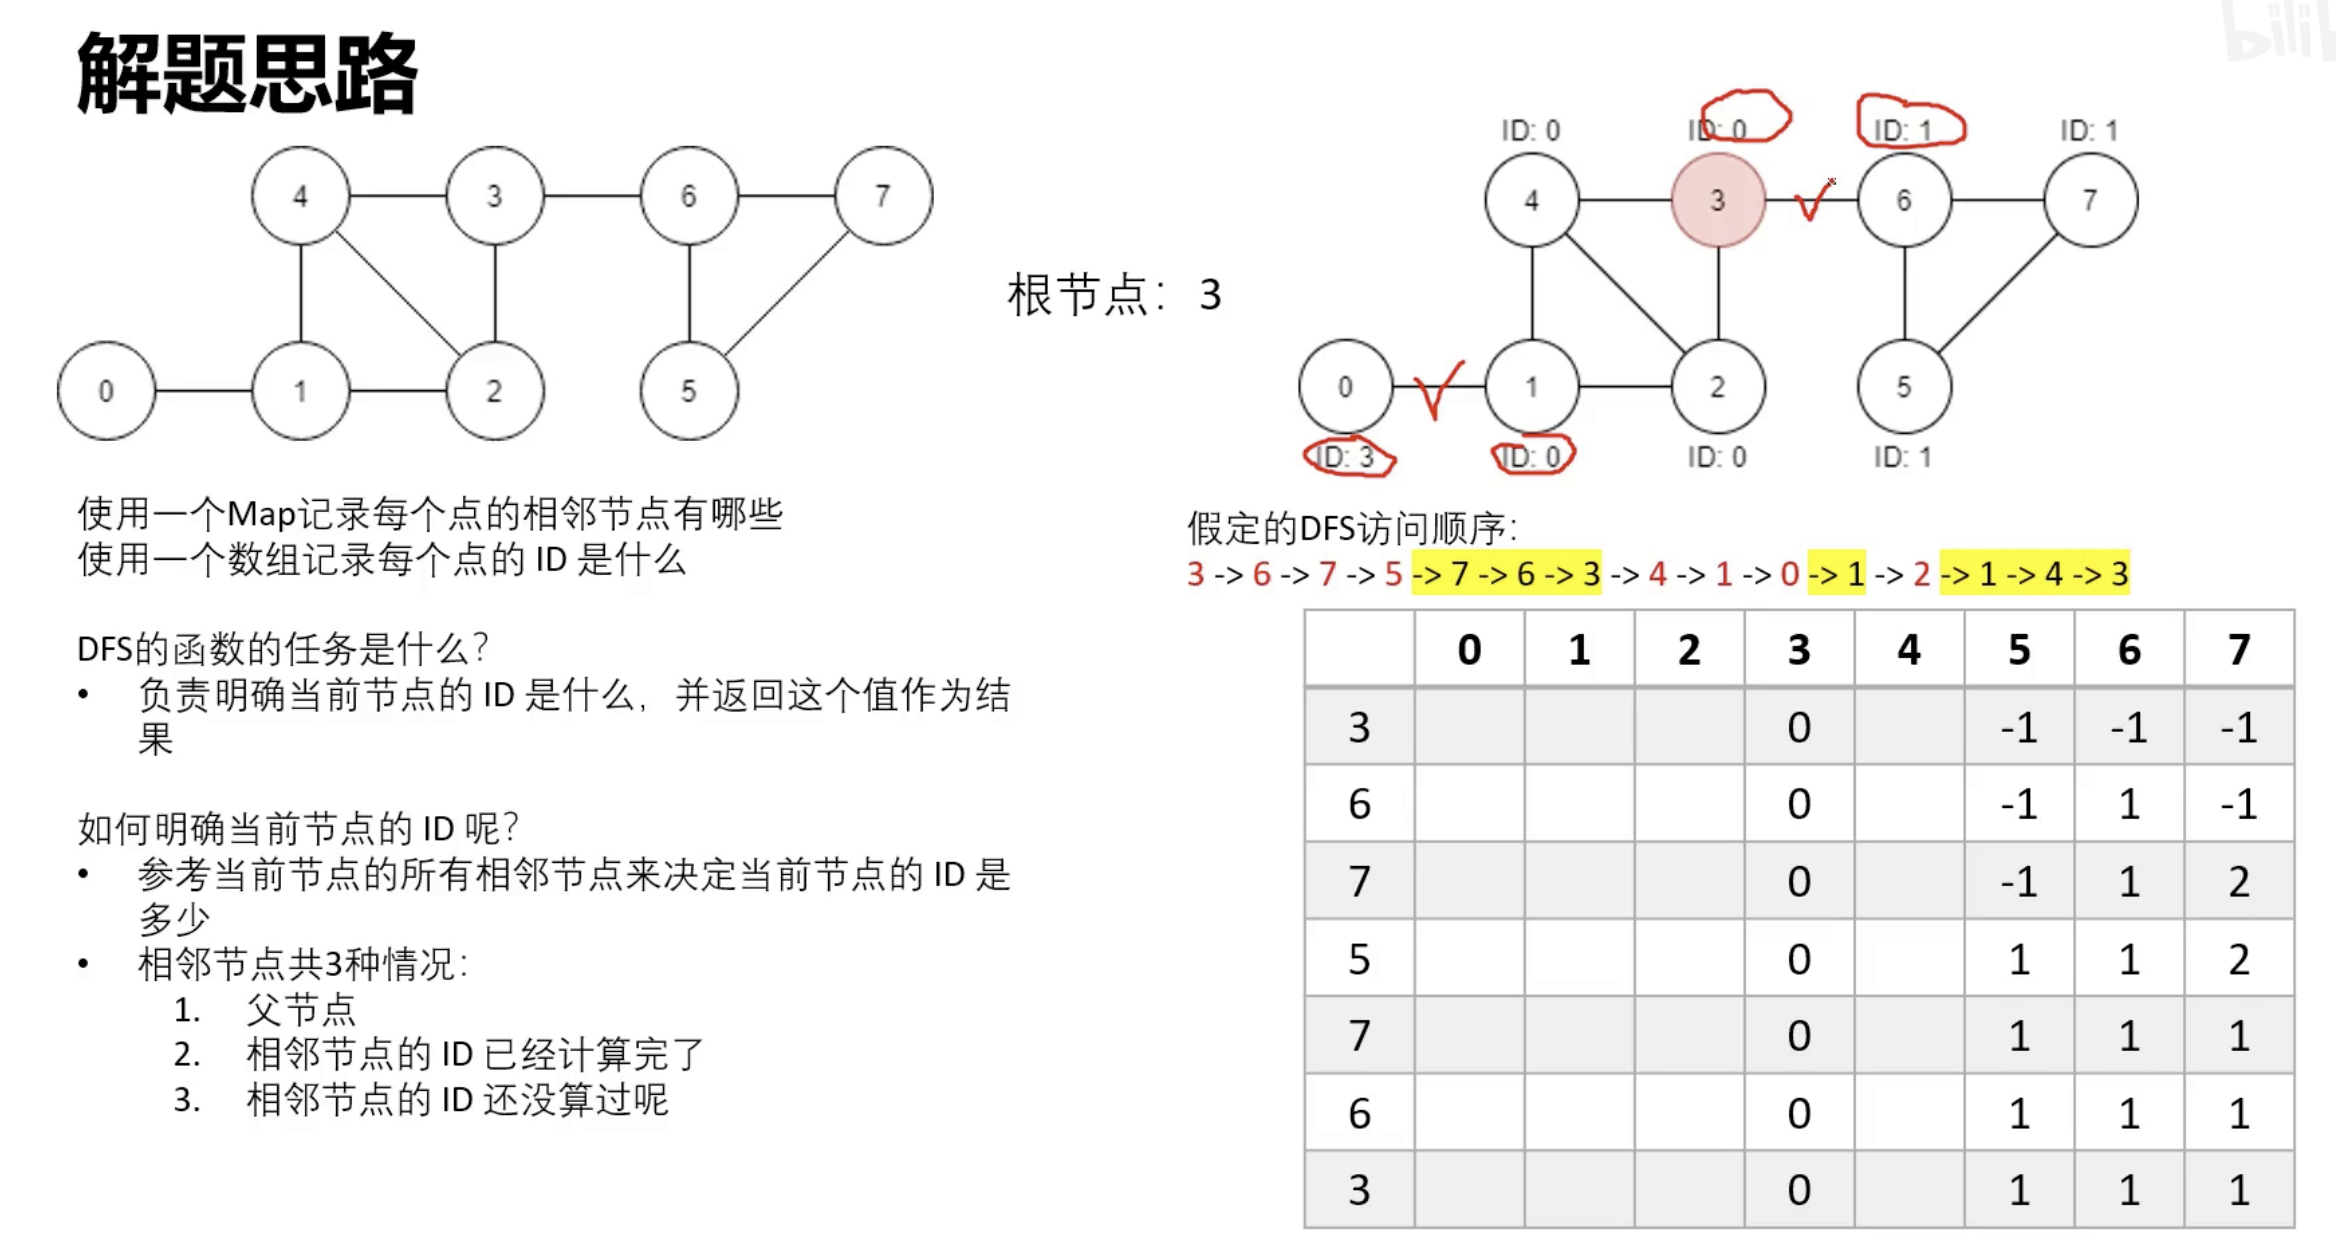 解题思路
4 3 6 7
0 1 2 5
使用一个Map记录每个点的相邻节点有哪些
使用一个数组记录每个点的 ID 是什么
DFS的函数的任务是什么?
• 负责明确当前节点的 ID 是什么，并返回这个值作为结
果
如何明确当前节点的 ID 呢?
• 参考当前节点的所有相邻节点来决定当前节点的 ID 是
多少
• 相邻节点共3种情况:
1. 父节点
2. 相邻节点的 ID 已经计算完了
3. 相邻节点的 ID 还没算过呢
根节点: 3
ID: 0 ID: 0 ID: 1 ID: 1
4 3 6 7
0 1 2 5
ID: 3 ID: 0 ID: 0 ID: 1
假定的DFS访问顺序:
3 -> 6 -> 7 -> 5 -> 7 -> 6 -> 3 -> 4 -> 1 -> 0 -> 1 -> 2 -> 1 -> 4 -> 3
0 1 2 3 4 5 6 7
3 0 -1 -1 -1
6 0 -1 1 -1
7 0 -1 1 2
5 0 1 1 2
7 0 1 1 1
6 0 1 1 1
3 0 1 1 1